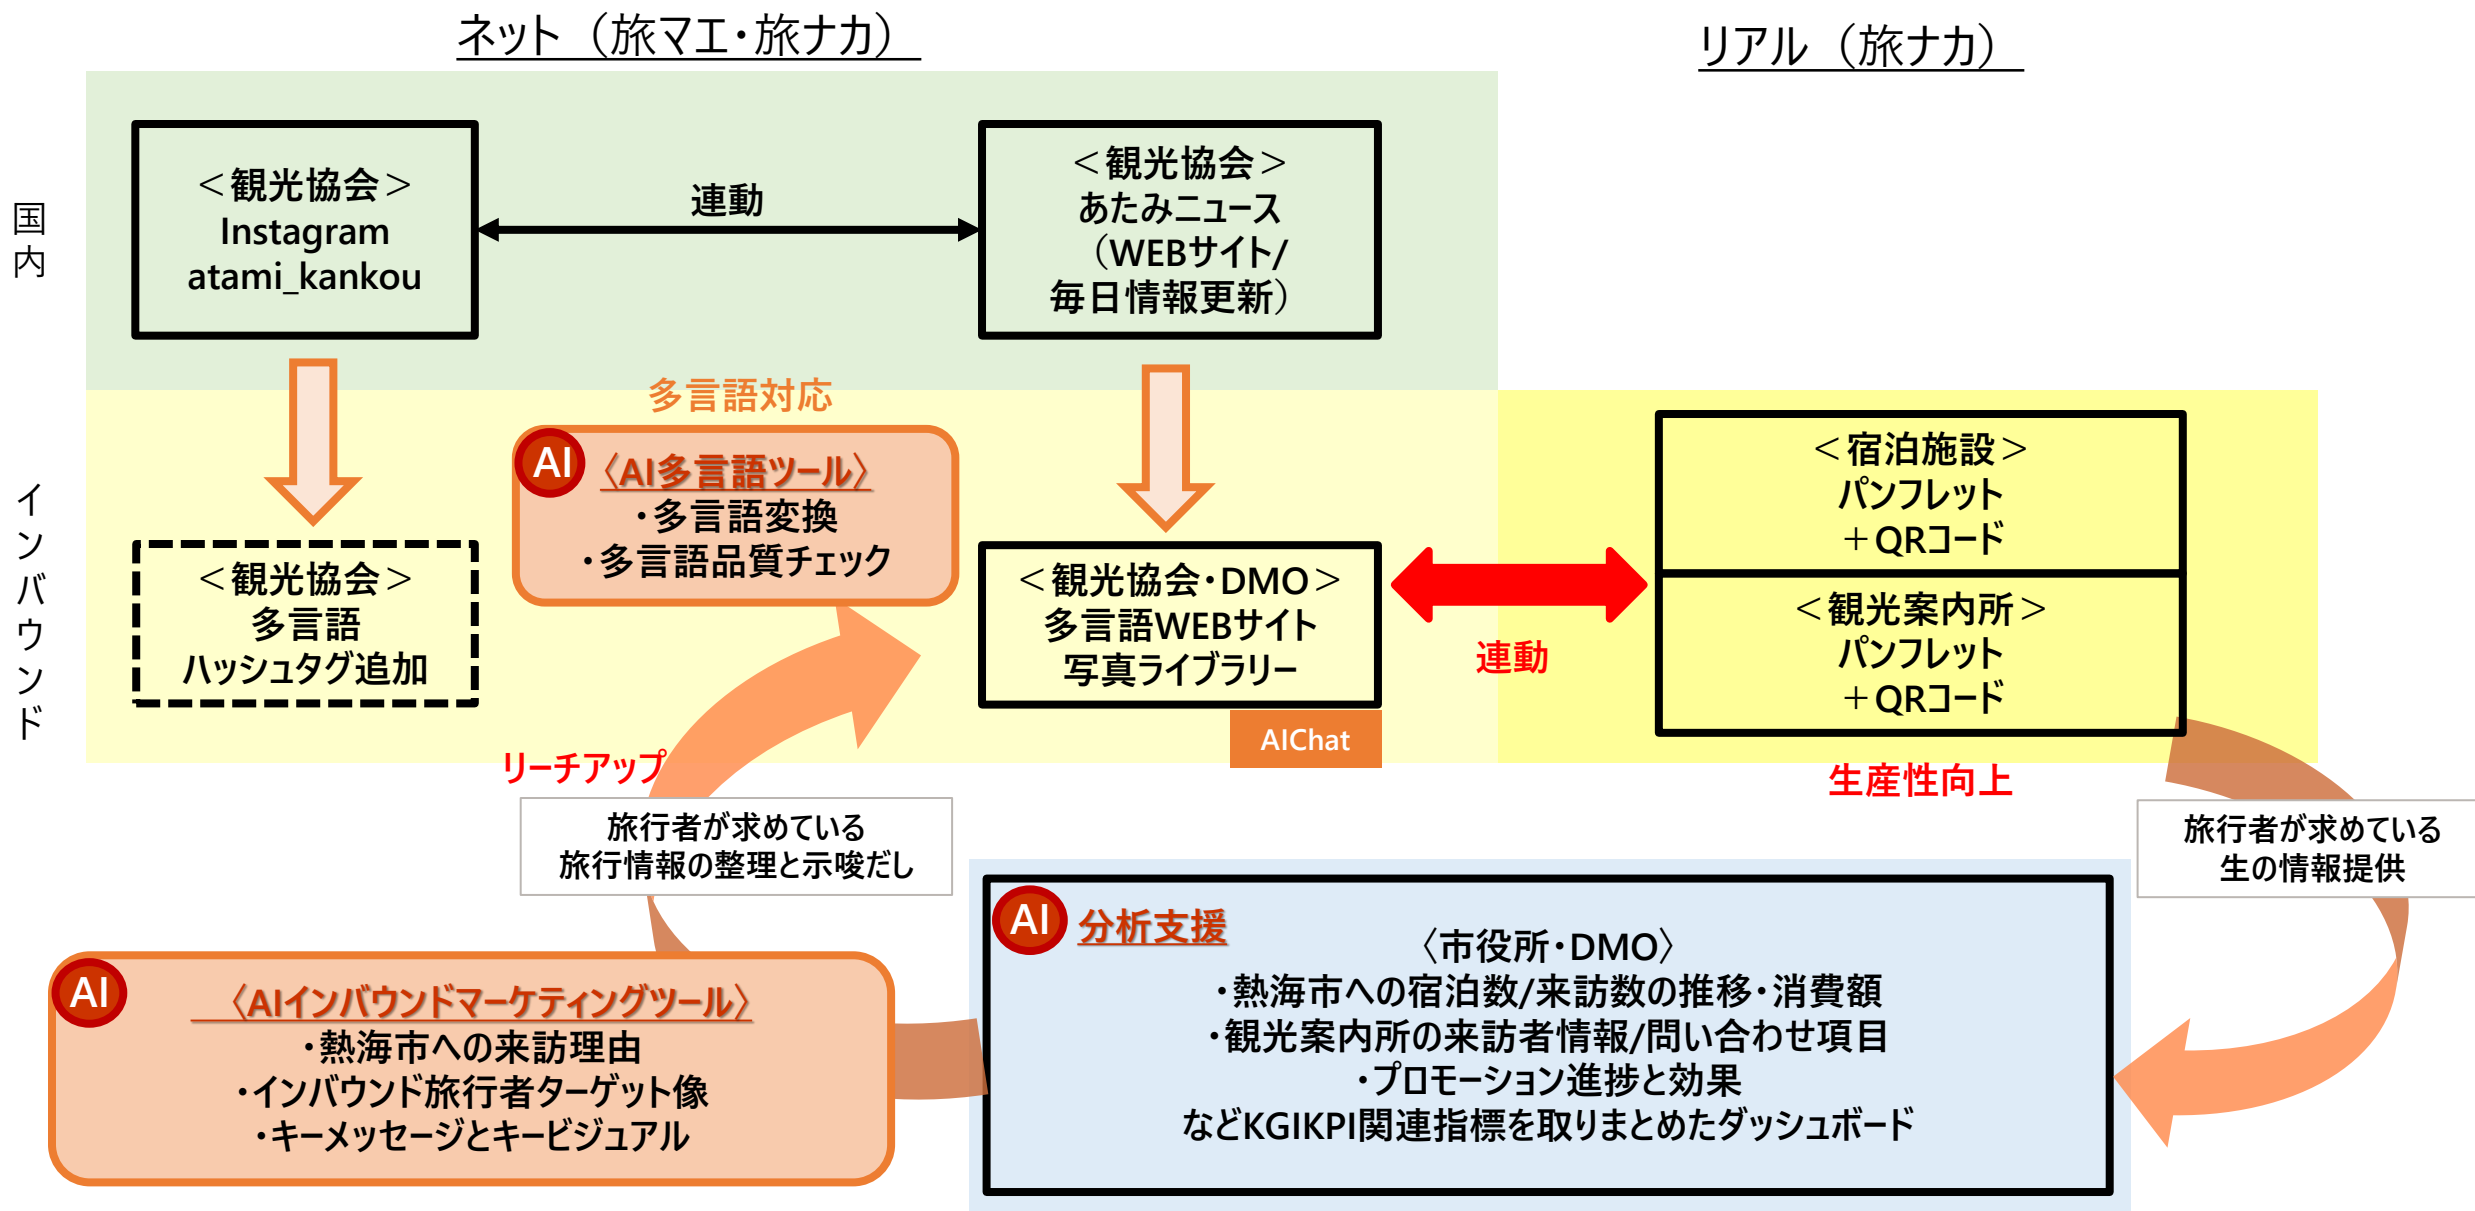 ネット（旅マエ・旅ナカ）
リアル（旅ナカ）
国内
＜観光協会＞
Instagram
atami_kankou
連動
＜観光協会＞
あたみニュース
（WEBサイト/
毎日情報更新）
インバウンド
多言語対応
AI
〈AI多言語ツール〉
・多言語変換
・多言語品質チェック
＜観光協会＞
多言語
ハッシュタグ追加
＜観光協会・DMO＞
多言語WEBサイト
写真ライブラリー
AIChat
連動
＜宿泊施設＞
パンフレット
＋QRコード
＜観光案内所＞
パンフレット
＋QRコード
リーチアップ
生産性向上
旅行者が求めている
旅行情報の整理と示唆だし
旅行者が求めている
生の情報提供
AI
〈AIインバウンドマーケティングツール〉
・熱海市への来訪理由
・インバウンド旅行者ターゲット像
・キーメッセージとキービジュアル
AI
分析支援
〈市役所・DMO〉
・熱海市への宿泊数/来訪数の推移・消費額
・観光案内所の来訪者情報/問い合わせ項目
・プロモーション進捗と効果
などKGIKPI関連指標を取りまとめたダッシュボード